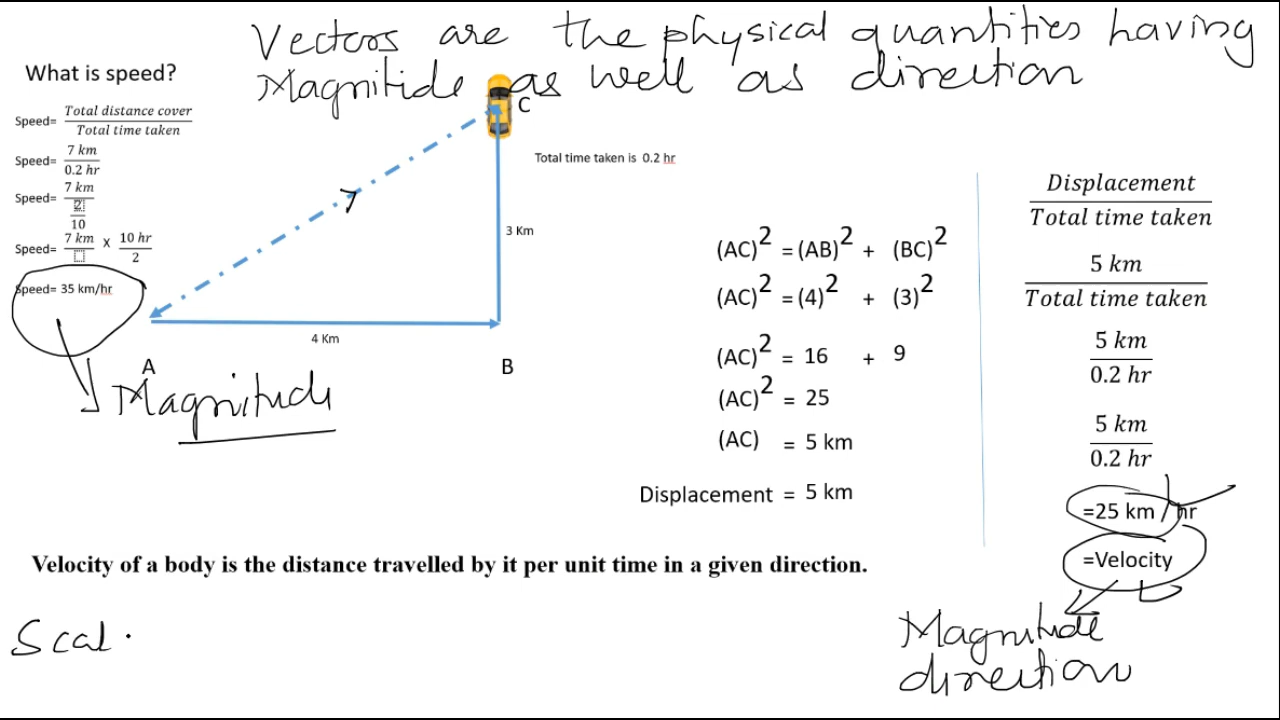 Vectors are the physical quantities having
Magnitide as well as direction
What is speed?
Speed= Total distance cover / Total time taken
Speed= 7 km / 0.2 hr
Speed= 7 km / 2 / 10
Speed= 7 km / □ x 10 hr / 2
Speed= 35 km/hr
Magnitude
C
Total time taken is 0.2 hr
3 Km
4 Km
A
B
(AC)² = (AB)² + (BC)²
(AC)² = (4)² + (3)²
(AC)² = 16 + 9
(AC)² = 25
(AC) = 5 km
Displacement = 5 km
Displacement / Total time taken
5 km / Total time taken
5 km / 0.2 hr
5 km / 0.2 hr
=25 km / hr
=Velocity
Magnitude
direction
Velocity of a body is the distance travelled by it per unit time in a given direction.
Scal